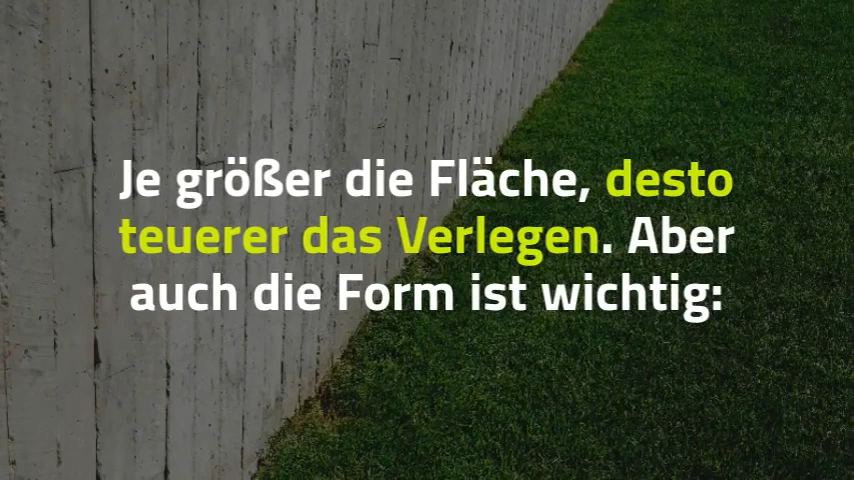 Je größer die Fläche, desto
teuerer das Verlegen. Aber
auch die Form ist wichtig: